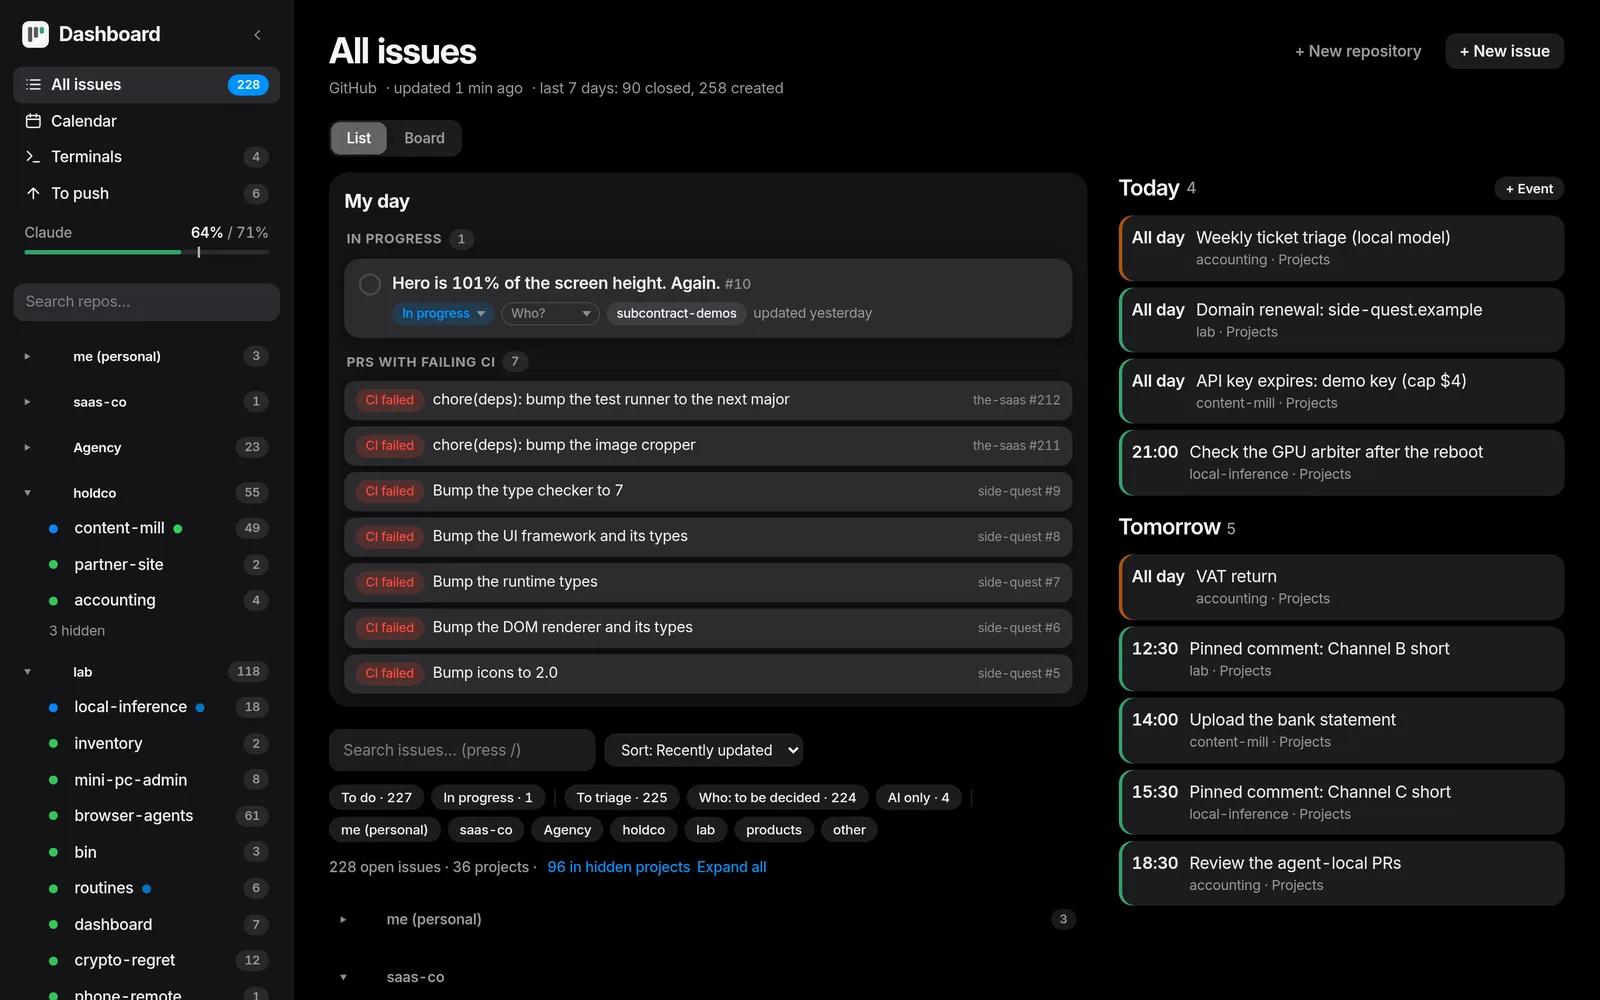 Dashboard
All issues 228
Calendar
Terminals 4
To push 6
Claude 64% / 71%
Search repos...
me (personal) 3
saas-co 1
Agency 23
holdco 55
content-mill 49
partner-site 2
accounting 4
3 hidden
lab 118
local-inference 18
inventory 2
mini-pc-admin 8
browser-agents 61
bin 3
routines 6
dashboard 7
crypto-regret 12
phone-remote 1
All issues
+ New repository
+ New issue
GitHub · updated 1 min ago · last 7 days: 90 closed, 258 created
List Board
My day
IN PROGRESS 1
Hero is 101% of the screen height. Again. #10
In progress Who? subcontract-demos updated yesterday
PRS WITH FAILING CI 7
CI failed chore(deps): bump the test runner to the next major the-saas #212
CI failed chore(deps): bump the image cropper the-saas #211
CI failed Bump the type checker to 7 side-quest #9
CI failed Bump the UI framework and its types side-quest #8
CI failed Bump the runtime types side-quest #7
CI failed Bump the DOM renderer and its types side-quest #6
CI failed Bump icons to 2.0 side-quest #5
Search issues... (press /) Sort: Recently updated
To do · 227 In progress · 1 To triage · 225 Who: to be decided · 224 AI only · 4
me (personal) saas-co Agency holdco lab products other
228 open issues · 36 projects · 96 in hidden projects Expand all
me (personal) 3
saas-co
Today 4 + Event
All day Weekly ticket triage (local model)
accounting · Projects
All day Domain renewal: side-quest.example
lab · Projects
All day API key expires: demo key (cap $4)
content-mill · Projects
21:00 Check the GPU arbiter after the reboot
local-inference · Projects
Tomorrow 5
All day VAT return
accounting · Projects
12:30 Pinned comment: Channel B short
lab · Projects
14:00 Upload the bank statement
content-mill · Projects
15:30 Pinned comment: Channel C short
local-inference · Projects
18:30 Review the agent-local PRs
accounting · Projects